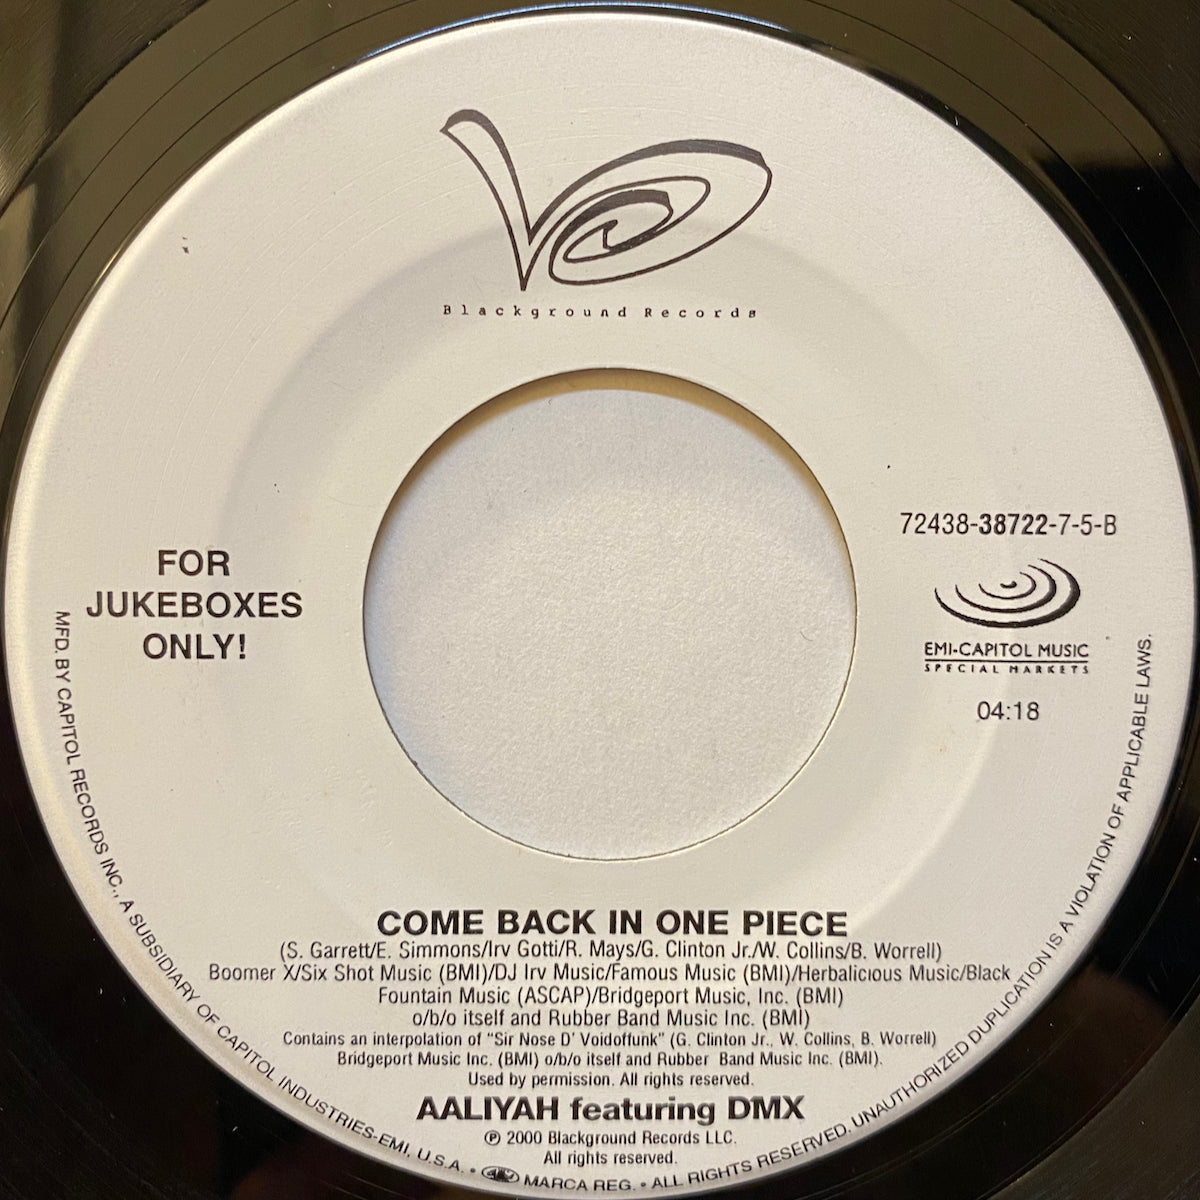 Blackground Records
72438-38722-7-5-B
EMI-CAPITOL MUSIC
SPECIAL MARKETS
04:18
FOR
JUKEBOXES
ONLY!
COME BACK IN ONE PIECE
(S. Garrett/E. Simmons/Irv Gotti/R. Mays/G. Clinton Jr./W. Collins/B. Worrell)
Boomer X/Six Shot Music (BMI)/DJ Irv Music/Famous Music (BMI)/Herbalicious Music/Black
Fountain Music (ASCAP)/Bridgeport Music, Inc. (BMI)
o/b/o itself and Rubber Band Music Inc. (BMI)
Contains an interpolation of "Sir Nose D' Voidoffunk" (G. Clinton Jr., W. Collins, B. Worrell)
Bridgeport Music Inc. (BMI) o/b/o itself and Rubber Band Music Inc. (BMI).
Used by permission. All rights reserved.
AALIYAH featuring DMX
℗ 2000 Blackground Records LLC.
All rights reserved.
MFD. BY CAPITOL RECORDS INC., A SUBSIDIARY OF CAPITOL INDUSTRIES-EMI, U.S.A. • MARCA REG. • ALL RIGHTS RESERVED. UNAUTHORIZED DUPLICATION IS A VIOLATION OF APPLICABLE LAWS.